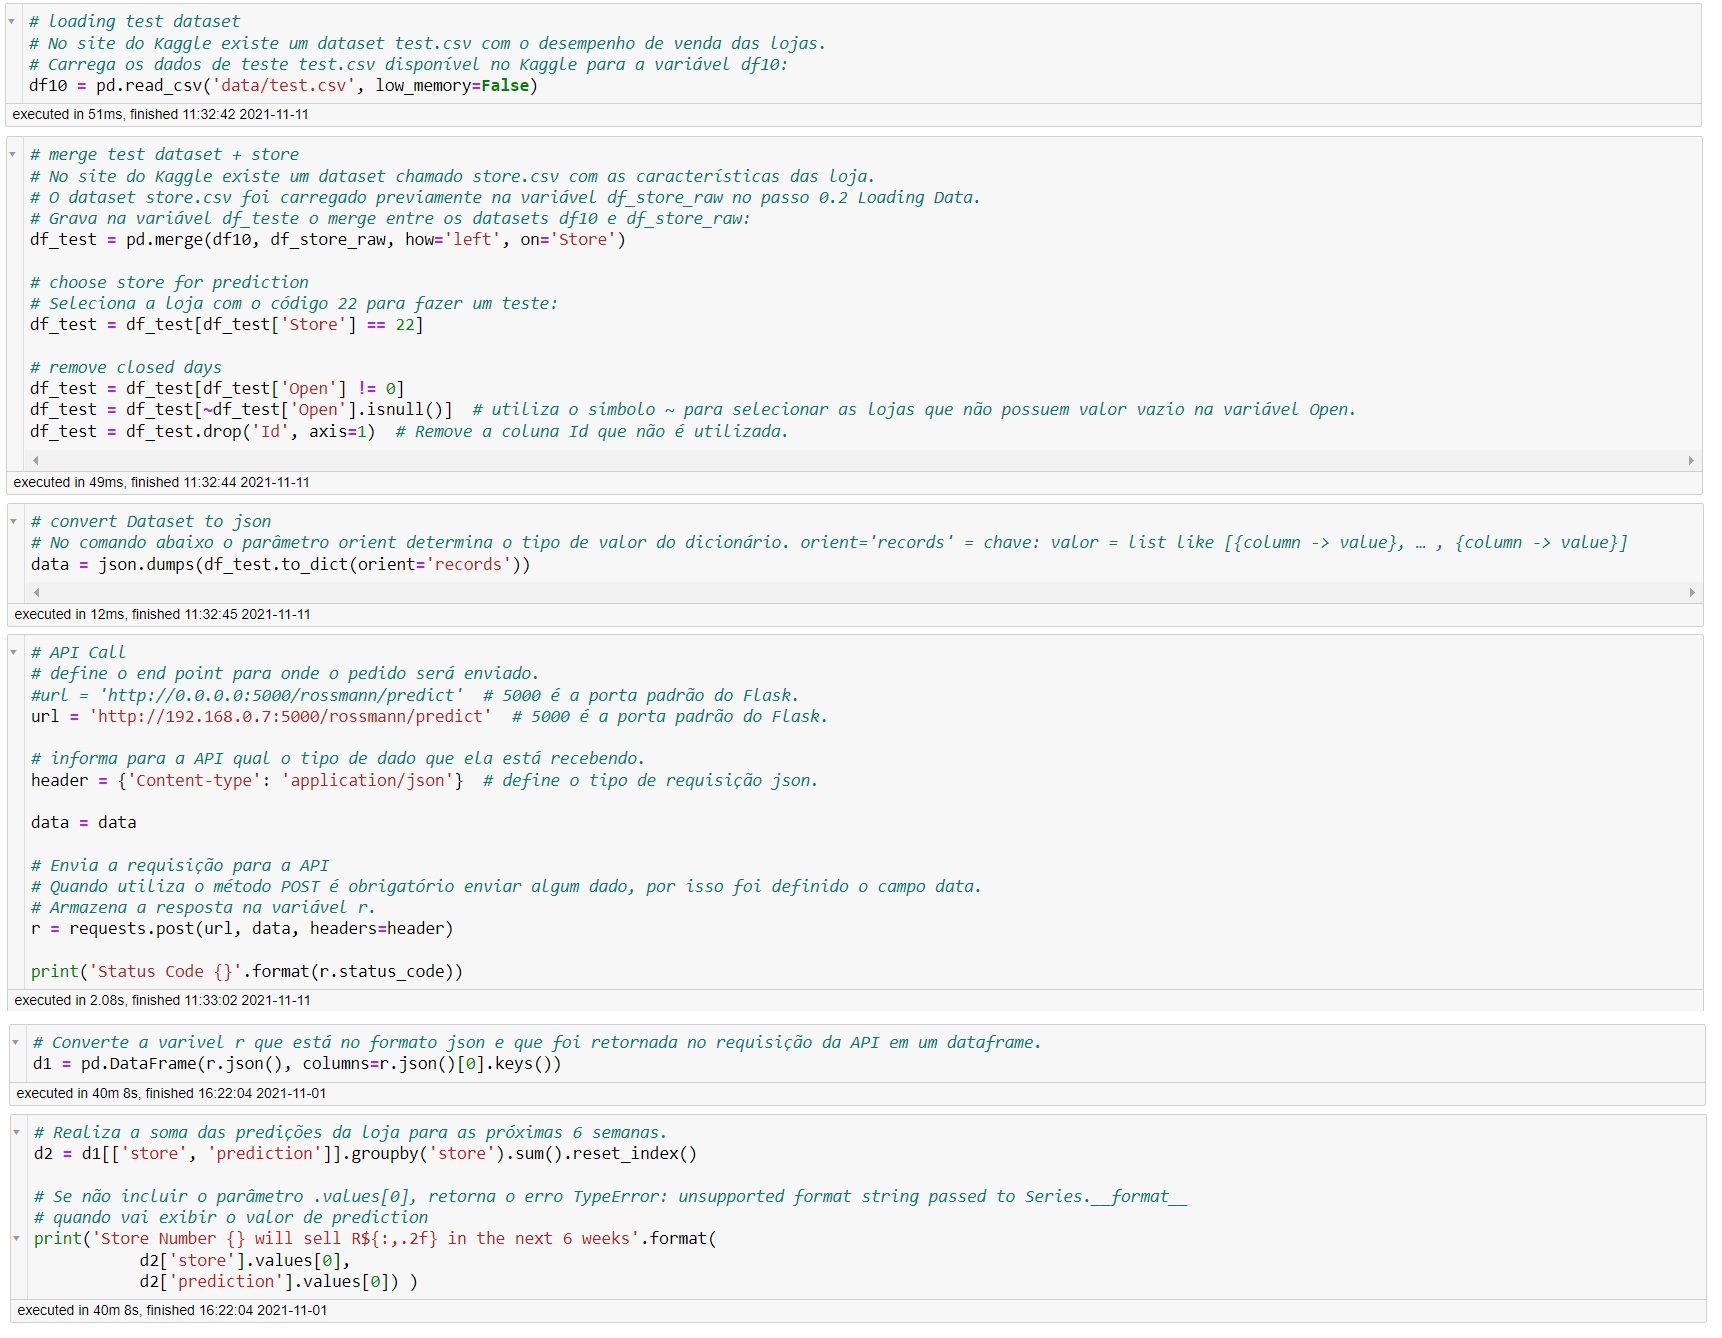 # loading test dataset
# No site do Kaggle existe um dataset test.csv com o desempenho de venda das lojas.
# Carrega os dados de teste test.csv disponível no Kaggle para a variável df10:
df10 = pd.read_csv('data/test.csv', low_memory=False)
executed in 51ms, finished 11:32:42 2021-11-11
# merge test dataset + store
# No site do Kaggle existe um dataset chamado store.csv com as características das loja.
# O dataset store.csv foi carregado previamente na variável df_store_raw no passo 0.2 Loading Data.
# Grava na variável df_teste o merge entre os datasets df10 e df_store_raw:
df_test = pd.merge(df10, df_store_raw, how='left', on='Store')
# choose store for prediction
# Seleciona a loja com o código 22 para fazer um teste:
df_test = df_test[df_test['Store'] == 22]
# remove closed days
df_test = df_test[df_test['Open'] != 0]
df_test = df_test[~df_test['Open'].isnull()]  # utiliza o simbolo ~ para selecionar as lojas que não possuem valor vazio na variável Open.
df_test = df_test.drop('Id', axis=1)  # Remove a coluna Id que não é utilizada.
executed in 49ms, finished 11:32:44 2021-11-11
# convert Dataset to json
# No comando abaixo o parâmetro orient determina o tipo de valor do dicionário. orient='records' = chave: valor = list like [{column -> value}, … , {column -> value}]
data = json.dumps(df_test.to_dict(orient='records'))
executed in 12ms, finished 11:32:45 2021-11-11
# API Call
# define o end point para onde o pedido será enviado.
#url = 'http://0.0.0.0:5000/rossmann/predict'  # 5000 é a porta padrão do Flask.
url = 'http://192.168.0.7:5000/rossmann/predict'  # 5000 é a porta padrão do Flask.
# informa para a API qual o tipo de dado que ela está recebendo.
header = {'Content-type': 'application/json'}  # define o tipo de requisição json.
data = data
# Envia a requisição para a API
# Quando utiliza o método POST é obrigatório enviar algum dado, por isso foi definido o campo data.
# Armazena a resposta na variável r.
r = requests.post(url, data, headers=header)
print('Status Code {}'.format(r.status_code))
executed in 2.08s, finished 11:33:02 2021-11-11
# Converte a varivel r que está no formato json e que foi retornada no requisição da API em um dataframe.
d1 = pd.DataFrame(r.json(), columns=r.json()[0].keys())
executed in 40m 8s, finished 16:22:04 2021-11-01
# Realiza a soma das predições da loja para as próximas 6 semanas.
d2 = d1[['store', 'prediction']].groupby('store').sum().reset_index()
# Se não incluir o parâmetro .values[0], retorna o erro TypeError: unsupported format string passed to Series.__format__
# quando vai exibir o valor de prediction
print('Store Number {} will sell R${:,.2f} in the next 6 weeks'.format(
d2['store'].values[0],
d2['prediction'].values[0]) )
executed in 40m 8s, finished 16:22:04 2021-11-01